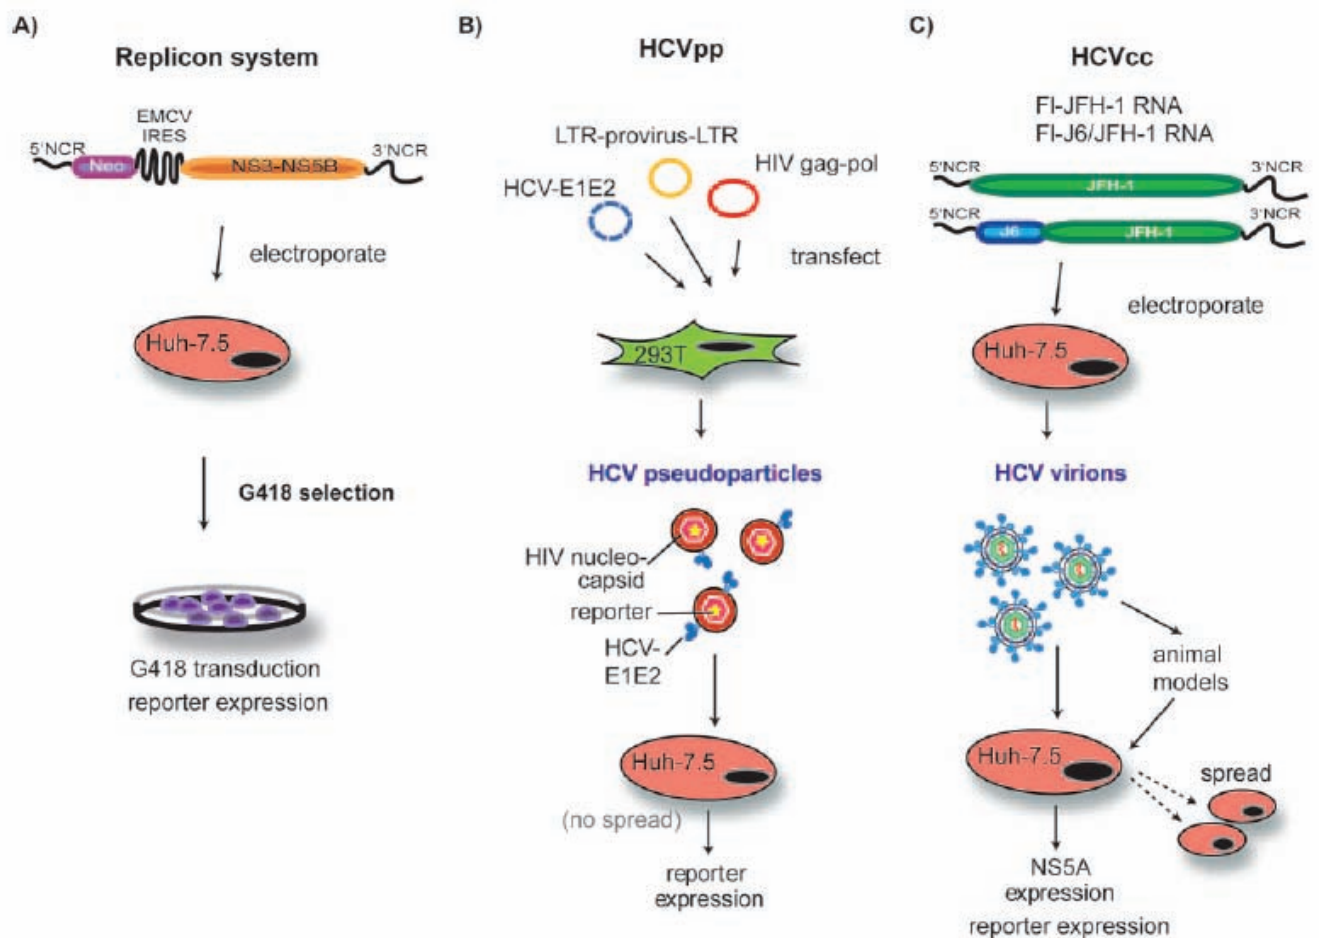 A)
Replicon system
EMCV
IRES
5'NCR
Neo
NS3-NS5B
3'NCR
electroporate
Huh-7.5
G418 selection
G418 transduction
reporter expression
B)
HCVpp
LTR-provirus-LTR
HIV gag-pol
HCV-E1E2
transfect
293T
HCV pseudoparticles
HIV nucleo-
capsid
reporter
HCV-
E1E2
Huh-7.5
(no spread)
reporter
expression
C)
HCVcc
FI-JFH-1 RNA
FI-J6/JFH-1 RNA
5'NCR
JFH-1
3'NCR
5'NCR
J6
JFH-1
3'NCR
electroporate
Huh-7.5
HCV virions
animal
models
Huh-7.5
spread
NS5A
expression
reporter expression